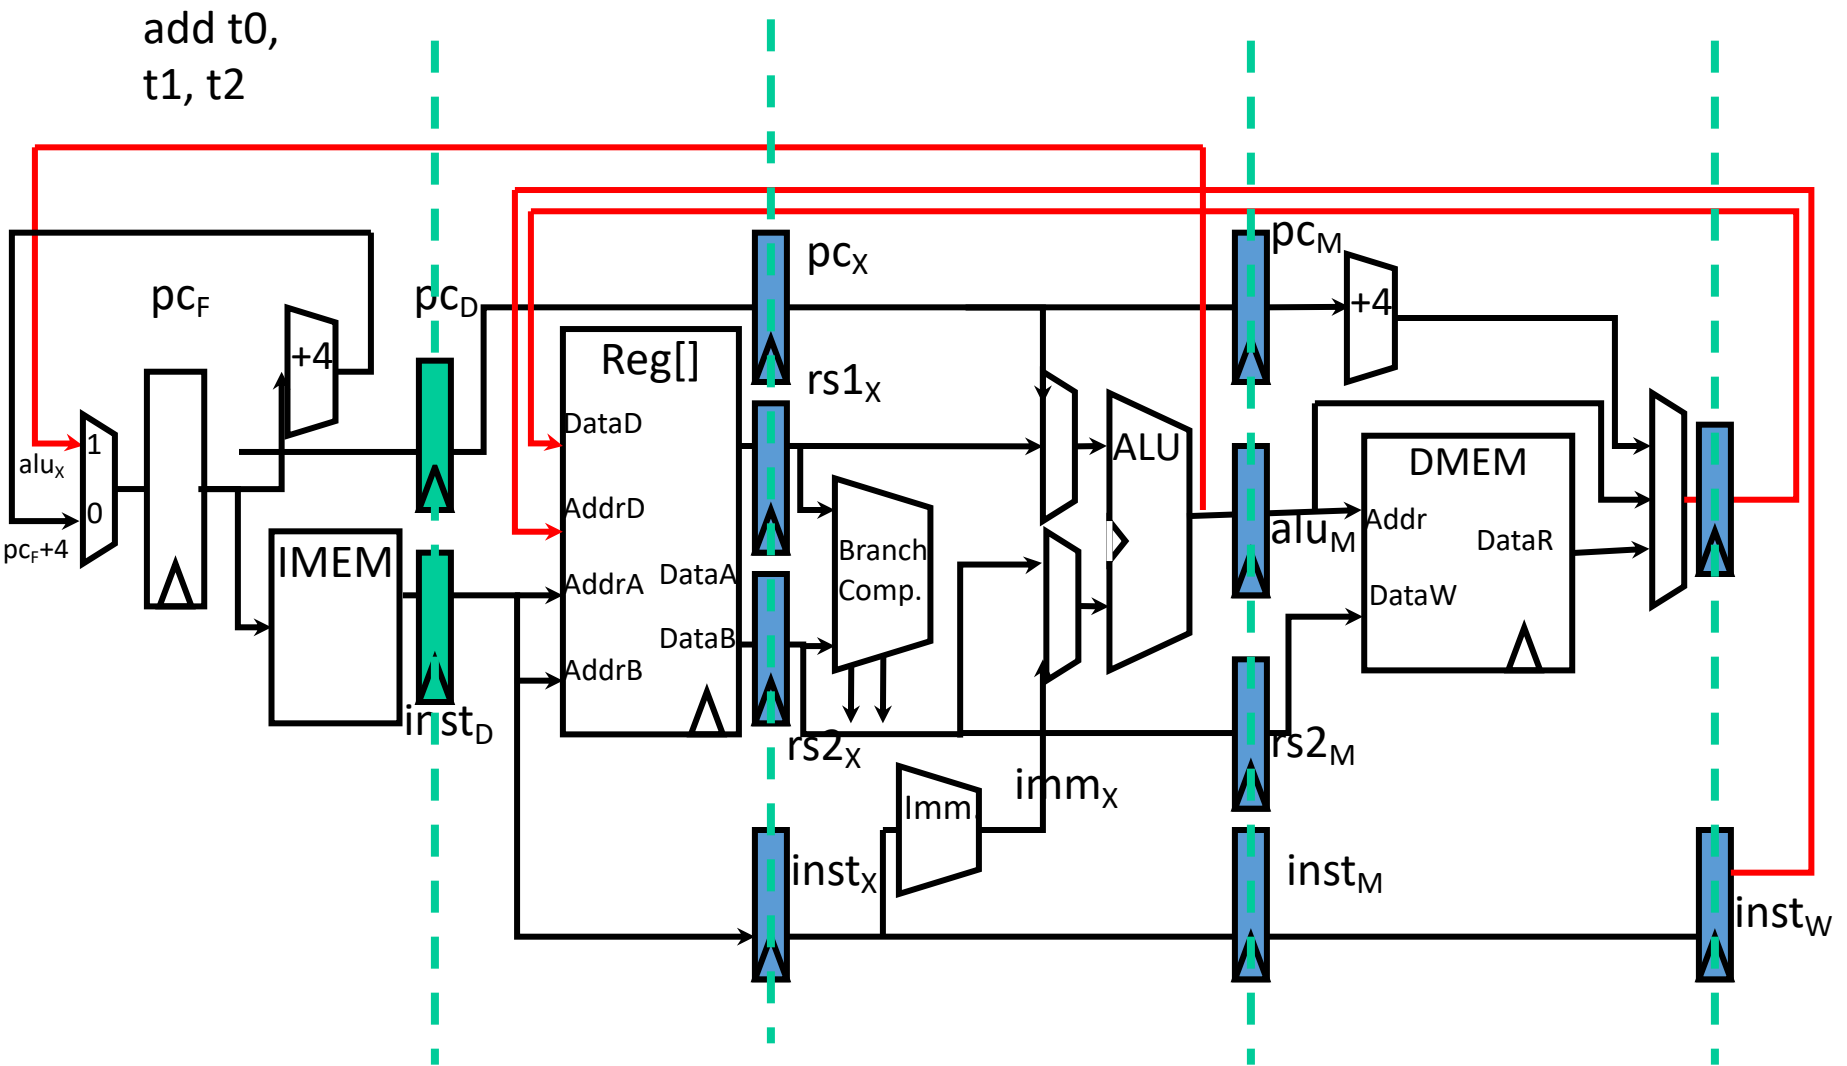 add t0,
t1, t2
pcX
pcM
pcF
pcD
+4
+4
Reg[]
rs1X
DataD
1
ALU
DMEM
aluX
0
AddrD
Addr
aluM
DataR
pcF+4
IMEM
Branch
Comp.
AddrA
DataA
DataW
DataB
AddrB
instD
rs2X
rs2M
immX
Imm.
instX
instM
instW